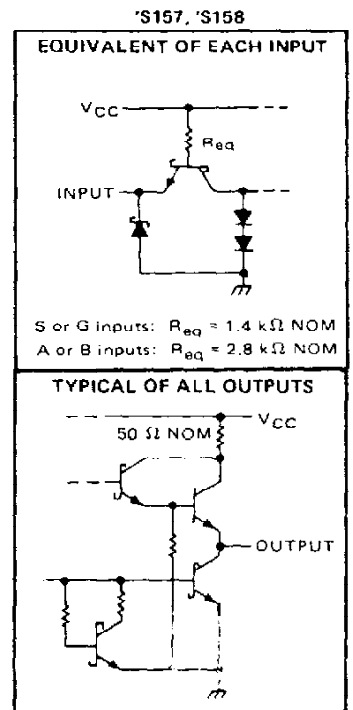 'S157, 'S158
EQUIVALENT OF EACH INPUT
VCC
Req
INPUT
S or G inputs: Req = 1.4 kΩ NOM
A or B inputs: Req = 2.8 kΩ NOM
TYPICAL OF ALL OUTPUTS
VCC
50 Ω NOM
OUTPUT